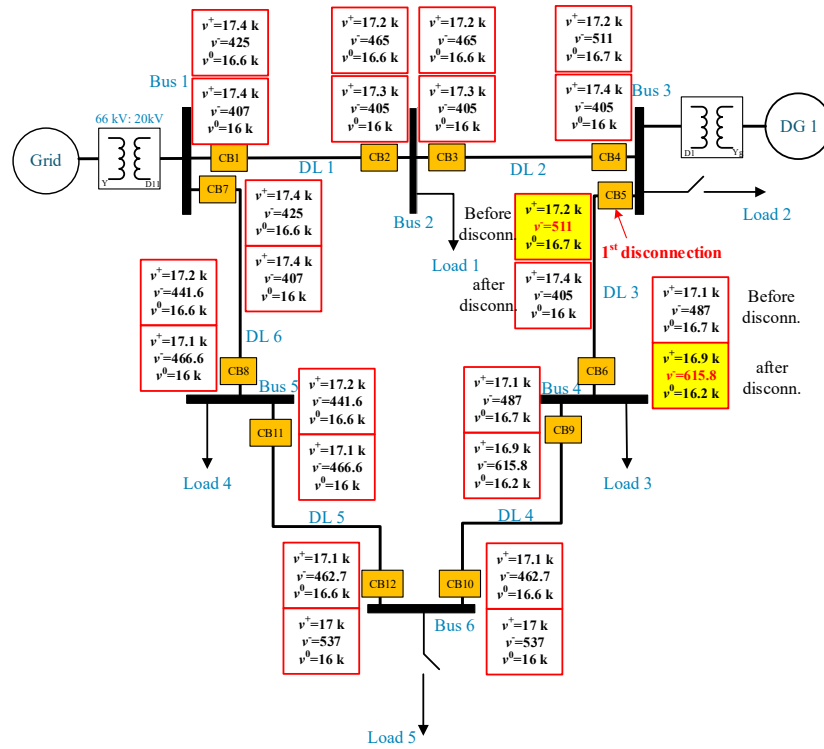 v⁺=17.4 k
v⁻=425
v⁰=16.6 k
v⁺=17.4 k
v⁻=407
v⁰=16 k
v⁺=17.2 k
v⁻=465
v⁰=16.6 k
v⁺=17.3 k
v⁻=405
v⁰=16 k
v⁺=17.2 k
v⁻=465
v⁰=16.6 k
v⁺=17.3 k
v⁻=405
v⁰=16 k
v⁺=17.2 k
v⁻=511
v⁰=16.7 k
v⁺=17.4 k
v⁻=405
v⁰=16 k
Bus 1
Bus 3
66 kV: 20kV
Grid
Y
D11
CB1
DL 1
CB2
CB3
DL 2
CB4
D1
Yg
DG 1
CB7
CB5
Bus 2
Load 1
Load 2
v⁺=17.4 k
v⁻=425
v⁰=16.6 k
v⁺=17.4 k
v⁻=407
v⁰=16 k
Before
disconn.
v⁺=17.2 k
v⁻=511
v⁰=16.7 k
after
disconn.
v⁺=17.4 k
v⁻=405
v⁰=16 k
1st disconnection
DL 3
v⁺=17.2 k
v⁻=441.6
v⁰=16.6 k
v⁺=17.1 k
v⁻=466.6
v⁰=16 k
DL 6
v⁺=17.1 k
v⁻=487
v⁰=16.7 k
Before
disconn.
v⁺=16.9 k
v⁻=615.8
v⁰=16.2 k
after
disconn.
CB8
Bus 5
CB6
Bus 4
CB11
CB9
v⁺=17.2 k
v⁻=441.6
v⁰=16.6 k
v⁺=17.1 k
v⁻=466.6
v⁰=16 k
v⁺=17.1 k
v⁻=487
v⁰=16.7 k
v⁺=16.9 k
v⁻=615.8
v⁰=16.2 k
Load 4
Load 3
DL 5
DL 4
v⁺=17.1 k
v⁻=462.7
v⁰=16.6 k
v⁺=17 k
v⁻=537
v⁰=16 k
CB12
CB10
v⁺=17.1 k
v⁻=462.7
v⁰=16.6 k
v⁺=17 k
v⁻=537
v⁰=16 k
Bus 6
Load 5